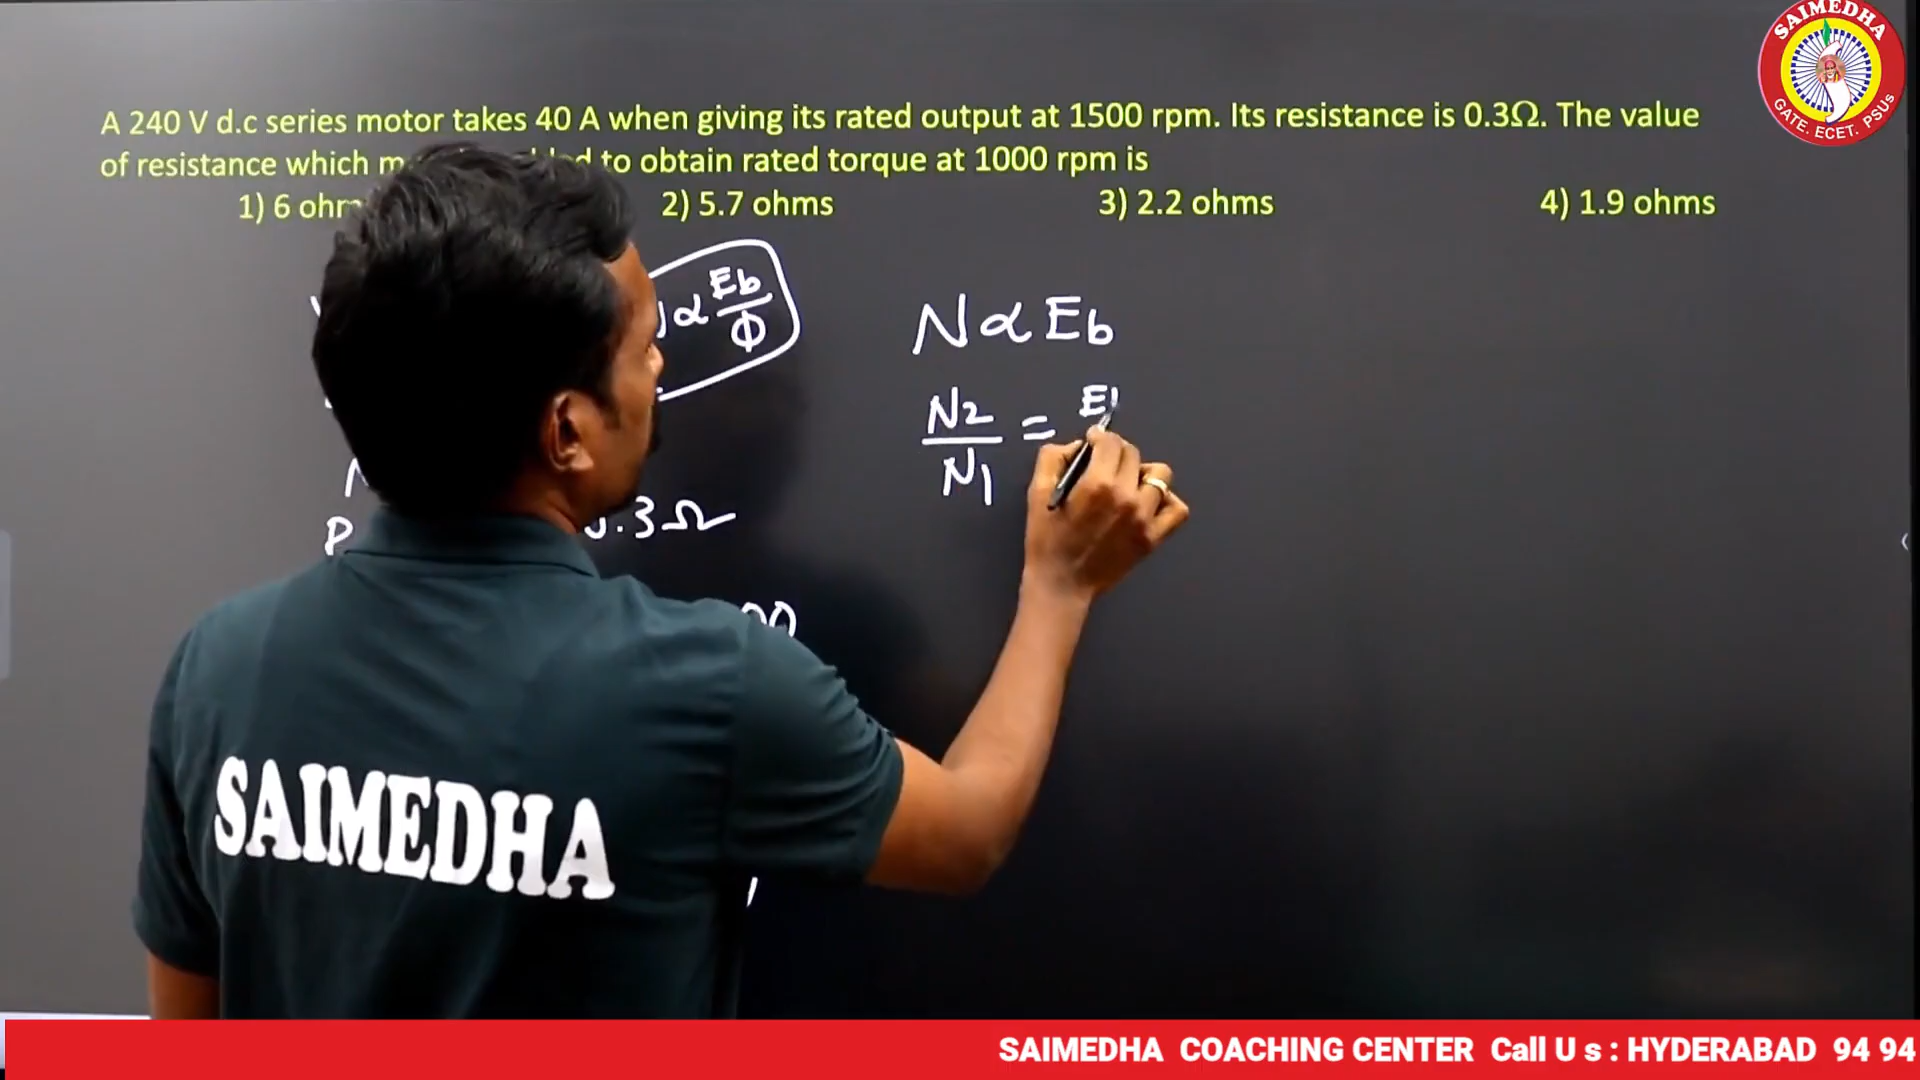 SAIMEDHA
GATE. ECET. PSUs
A 240 V d.c series motor takes 40 A when giving its rated output at 1500 rpm. Its resistance is 0.3Ω. The value
of resistance which to obtain rated torque at 1000 rpm is
1) 6 2) 5.7 ohms 3) 2.2 ohms 4) 1.9 ohms
∝ Eb/Φ
N ∝ Eb
N2/N1 =
.3 Ω
SAIMEDHA
SAIMEDHA COACHING CENTER Call U s : HYDERABAD 94 94